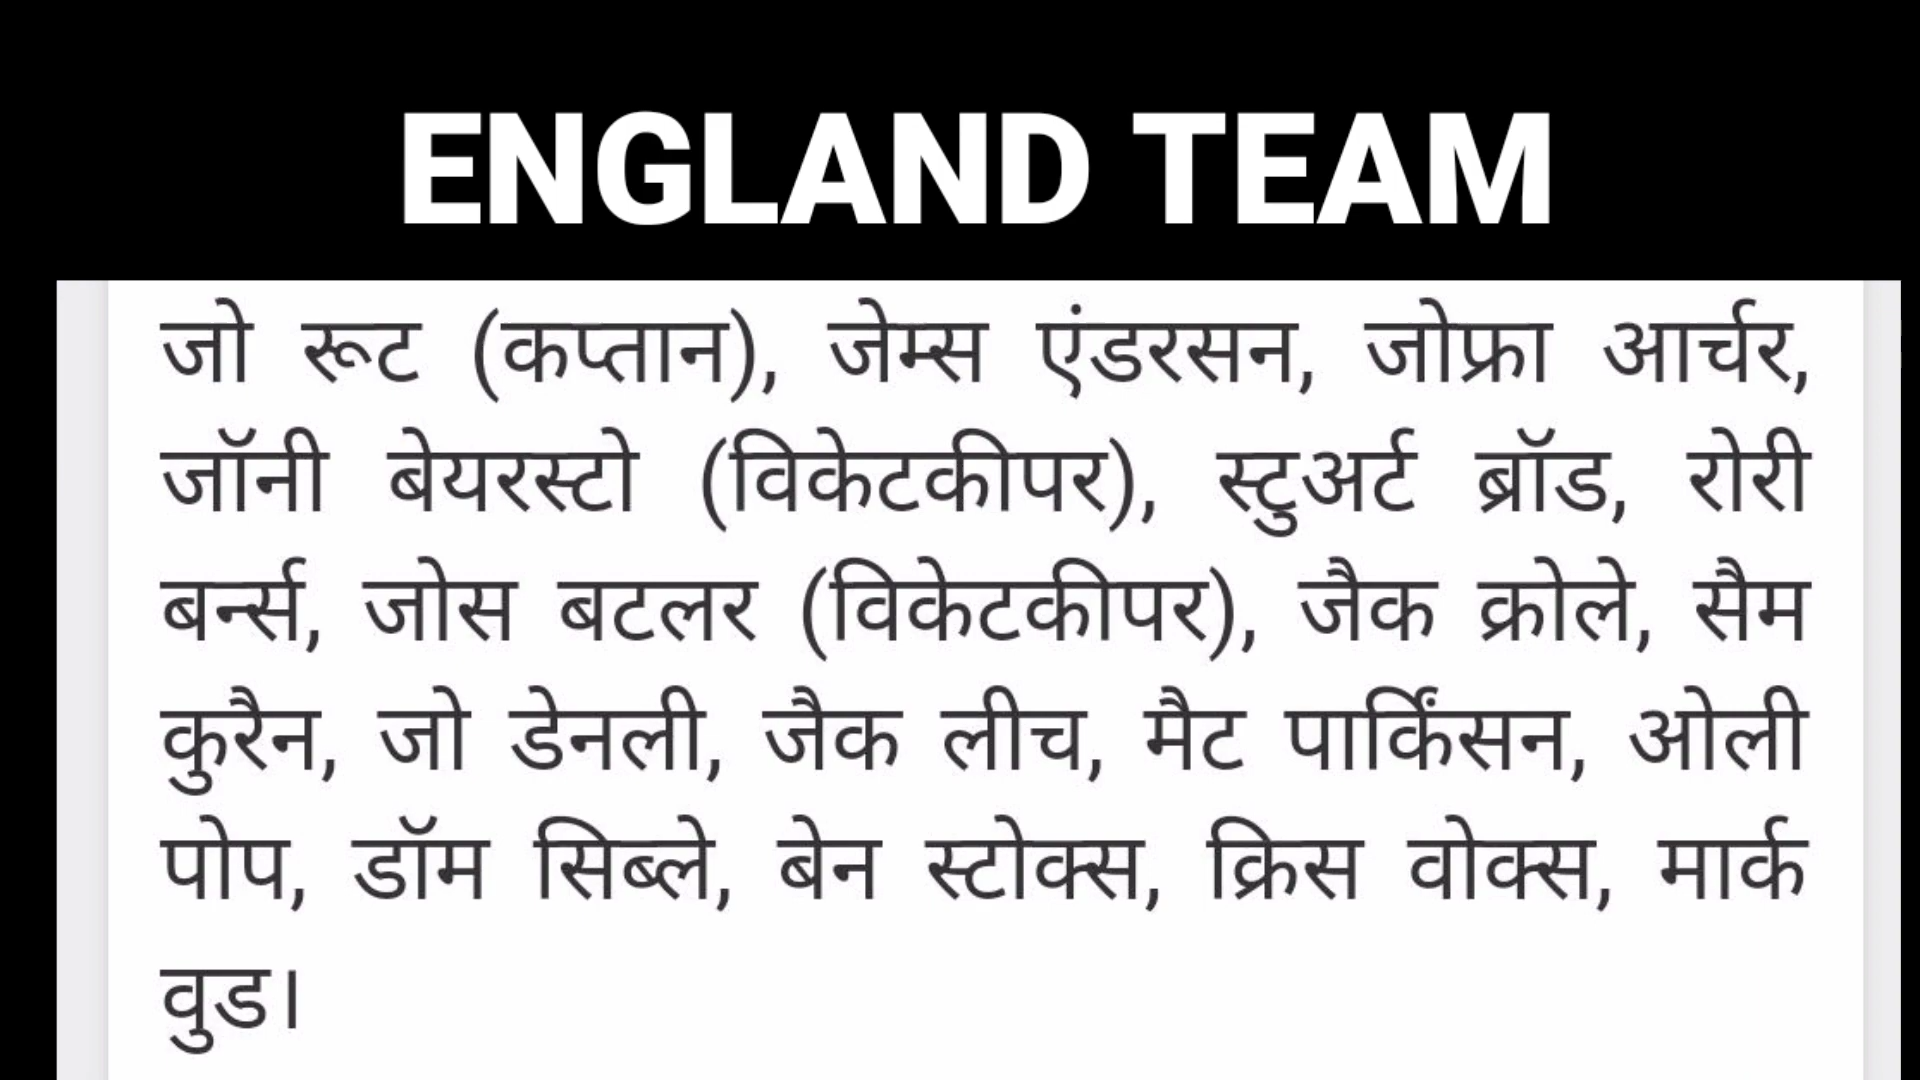 ENGLAND TEAM
जो रूट (कप्तान), जेम्स एंडरसन, जोफ्रा आर्चर,
जॉनी बेयरस्टो (विकेटकीपर), स्टुअर्ट ब्रॉड, रोरी
बर्न्स, जोस बटलर (विकेटकीपर), जैक क्रोले, सैम
कुरैन, जो डेनली, जैक लीच, मैट पार्किंसन, ओली
पोप, डॉम सिब्ले, बेन स्टोक्स, क्रिस वोक्स, मार्क
वुड।